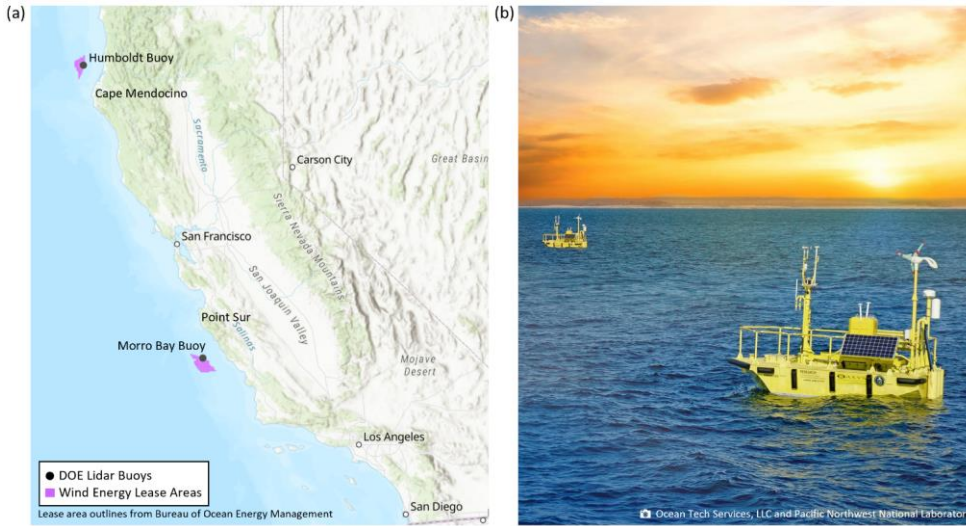 (a)
Humboldt Buoy
Cape Mendocino
Sacramento
Carson City
Great Basin
Sierra Nevada Mountains
San Francisco
San Joaquin Valley
Point Sur
Salinas
Morro Bay Buoy
Mojave
Desert
Los Angeles
DOE Lidar Buoys
Wind Energy Lease Areas
Lease area outlines from Bureau of Ocean Energy Management
San Diego
(b)
Ocean Tech Services, LLC and Pacific Northwest National Laborator